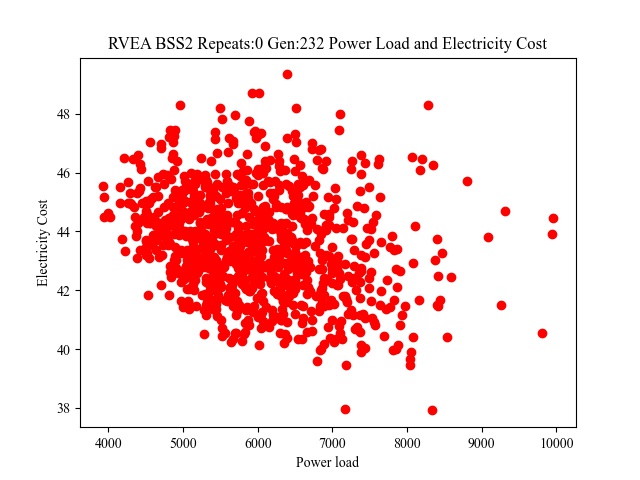 RVEA BSS2 Repeats:0 Gen:232 Power Load and Electricity Cost
48
46
44
42
40
38
Electricity Cost
4000 5000 6000 7000 8000 9000 10000
Power load